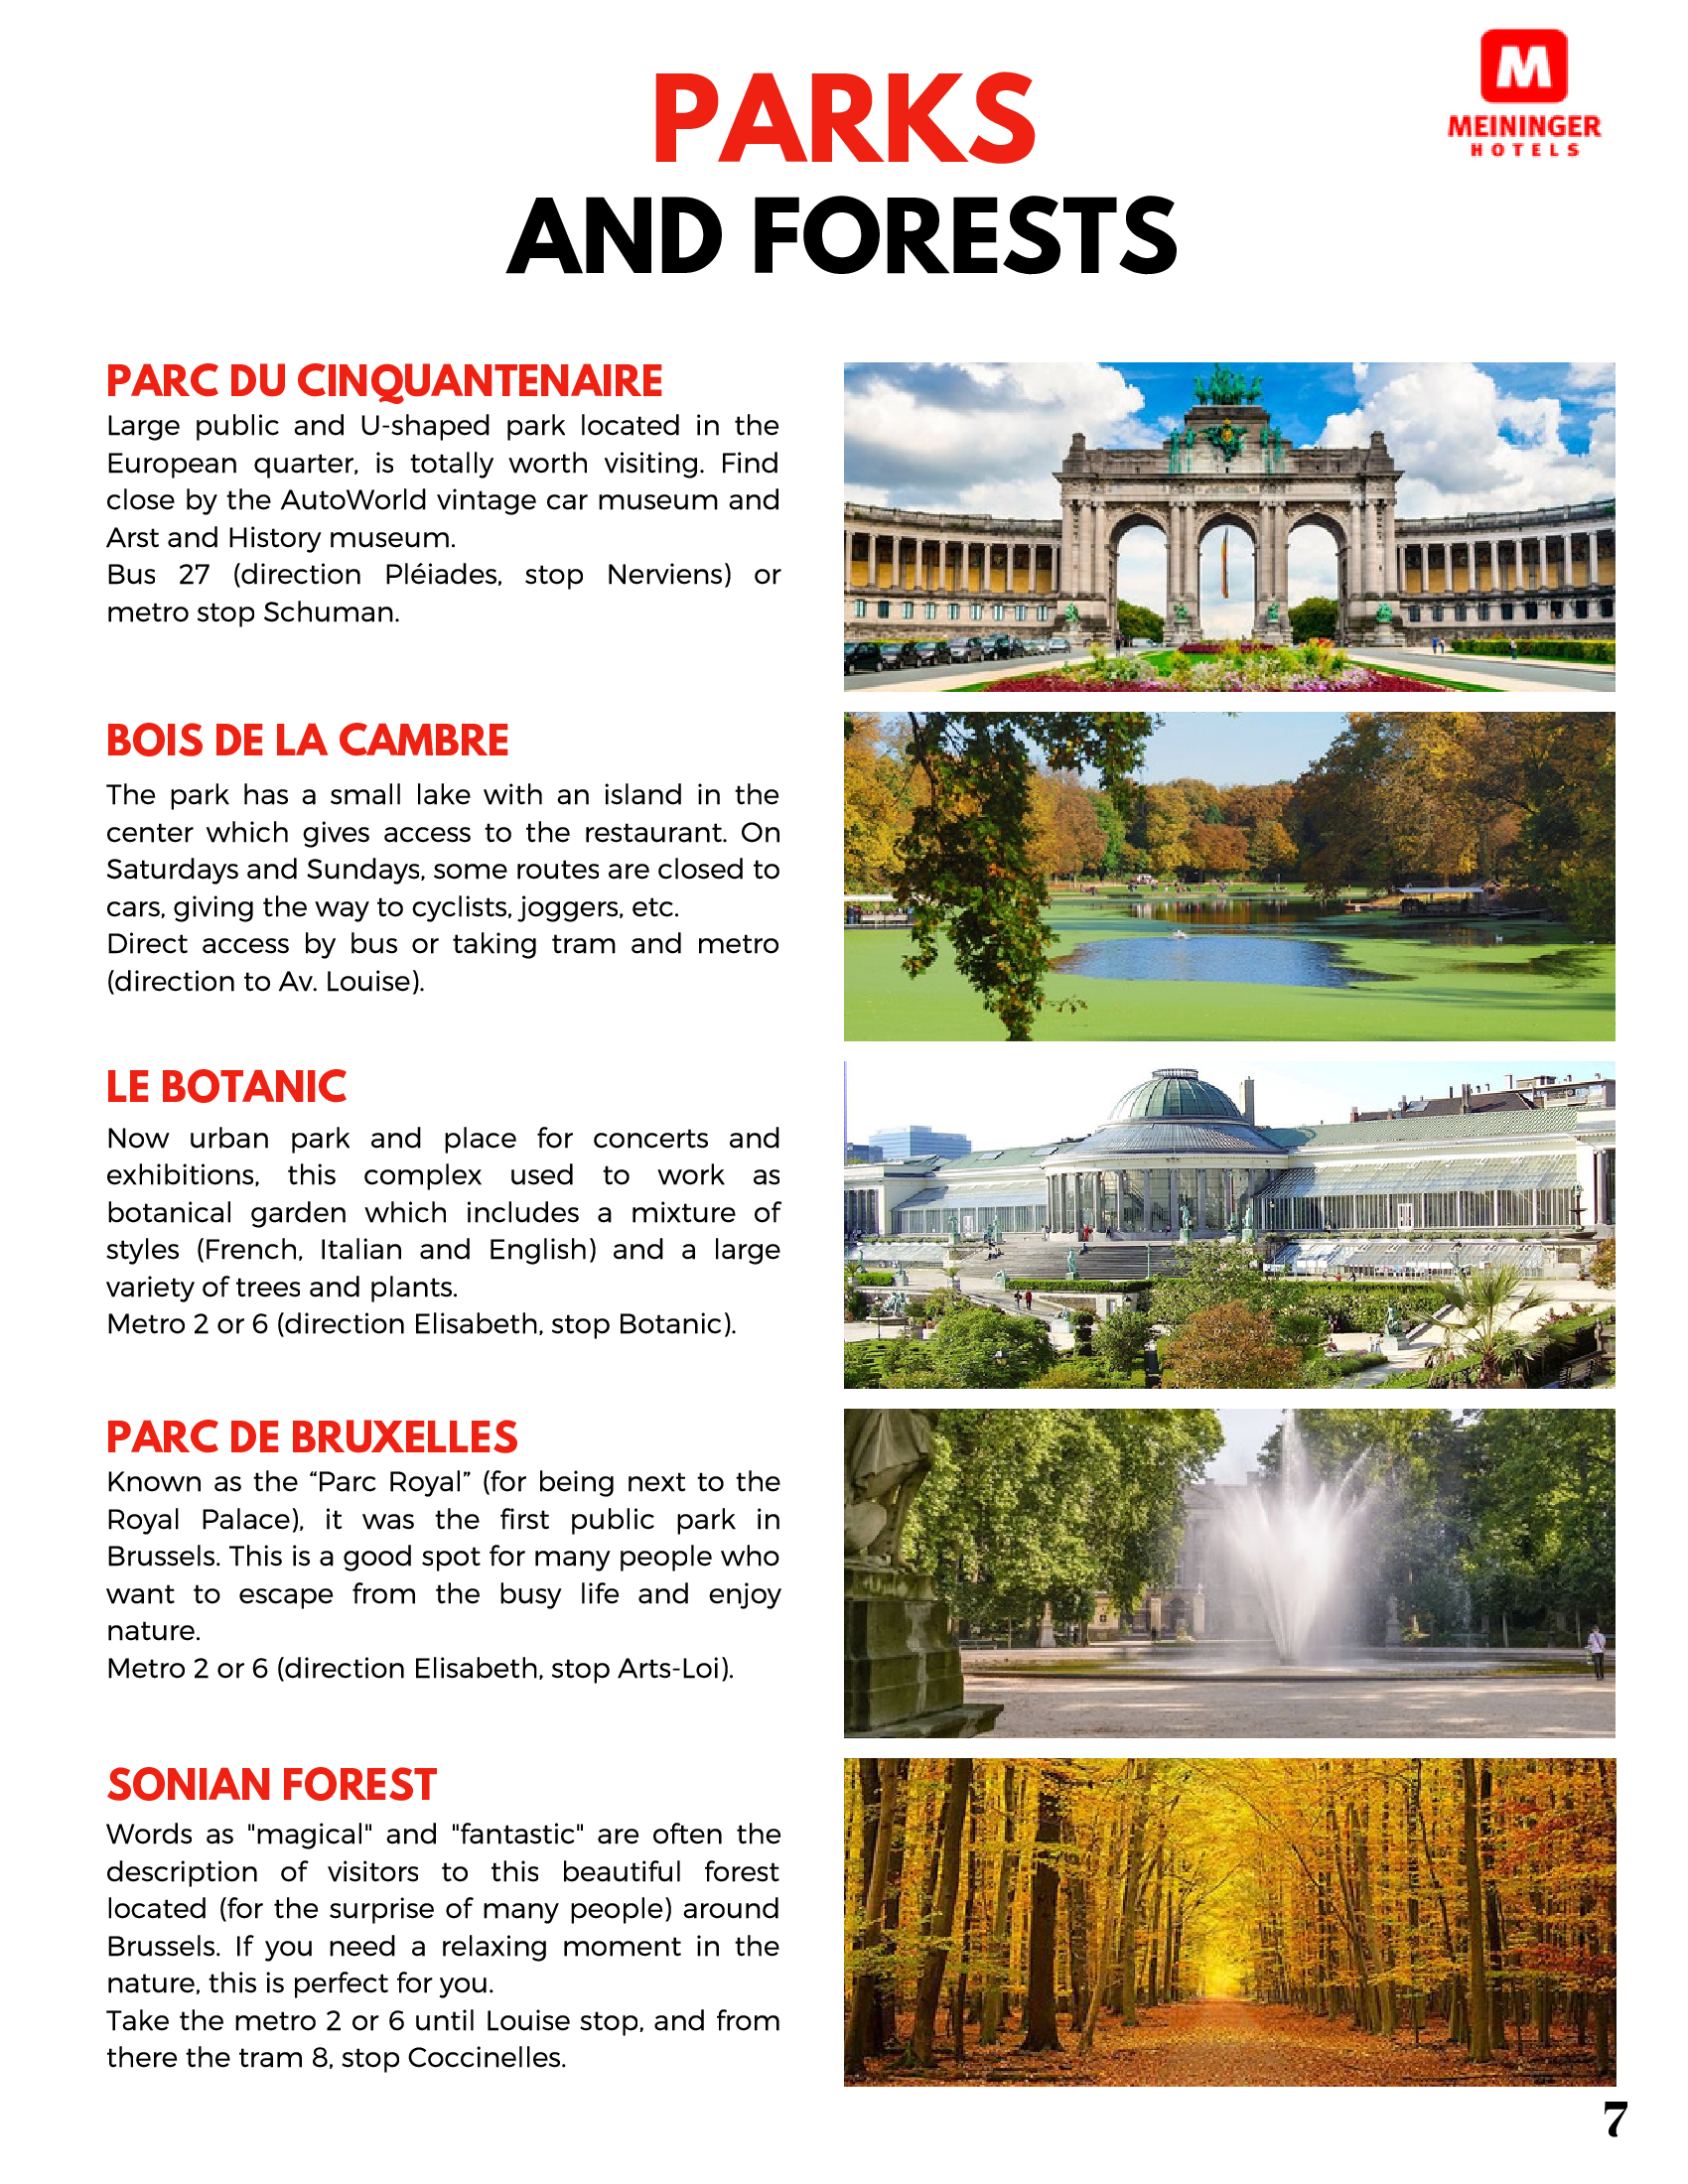 PARKS
AND FORESTS
M
MEININGER
HOTELS
PARC DU CINQUANTENAIRE
Large public and U-shaped park located in the
European quarter, is totally worth visiting. Find
close by the AutoWorld vintage car museum and
Arst and History museum.
Bus 27 (direction Pléiades, stop Nerviens) or
metro stop Schuman.
BOIS DE LA CAMBRE
The park has a small lake with an island in the
center which gives access to the restaurant. On
Saturdays and Sundays, some routes are closed to
cars, giving the way to cyclists, joggers, etc.
Direct access by bus or taking tram and metro
(direction to Av. Louise).
LE BOTANIC
Now urban park and place for concerts and
exhibitions, this complex used to work as
botanical garden which includes a mixture of
styles (French, Italian and English) and a large
variety of trees and plants.
Metro 2 or 6 (direction Elisabeth, stop Botanic).
PARC DE BRUXELLES
Known as the “Parc Royal” (for being next to the
Royal Palace), it was the first public park in
Brussels. This is a good spot for many people who
want to escape from the busy life and enjoy
nature.
Metro 2 or 6 (direction Elisabeth, stop Arts-Loi).
SONIAN FOREST
Words as "magical" and "fantastic" are often the
description of visitors to this beautiful forest
located (for the surprise of many people) around
Brussels. If you need a relaxing moment in the
nature, this is perfect for you.
Take the metro 2 or 6 until Louise stop, and from
there the tram 8, stop Coccinelles.
7